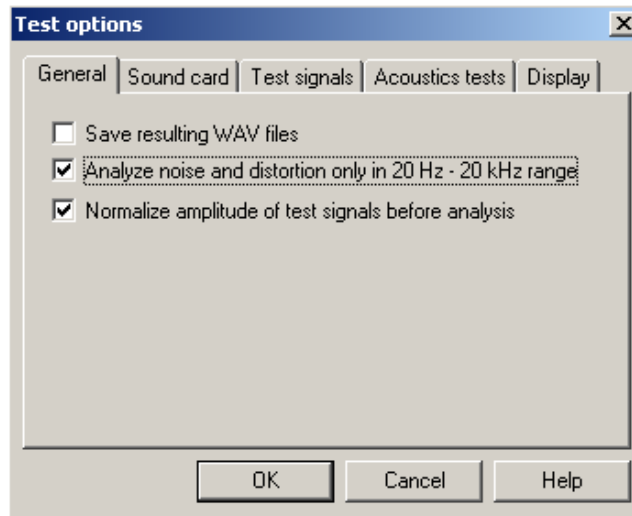 Test options
General Sound card Test signals Acoustics tests Display
Save resulting WAV files
Analyze noise and distortion only in 20 Hz - 20 kHz range
Normalize amplitude of test signals before analysis
OK Cancel Help